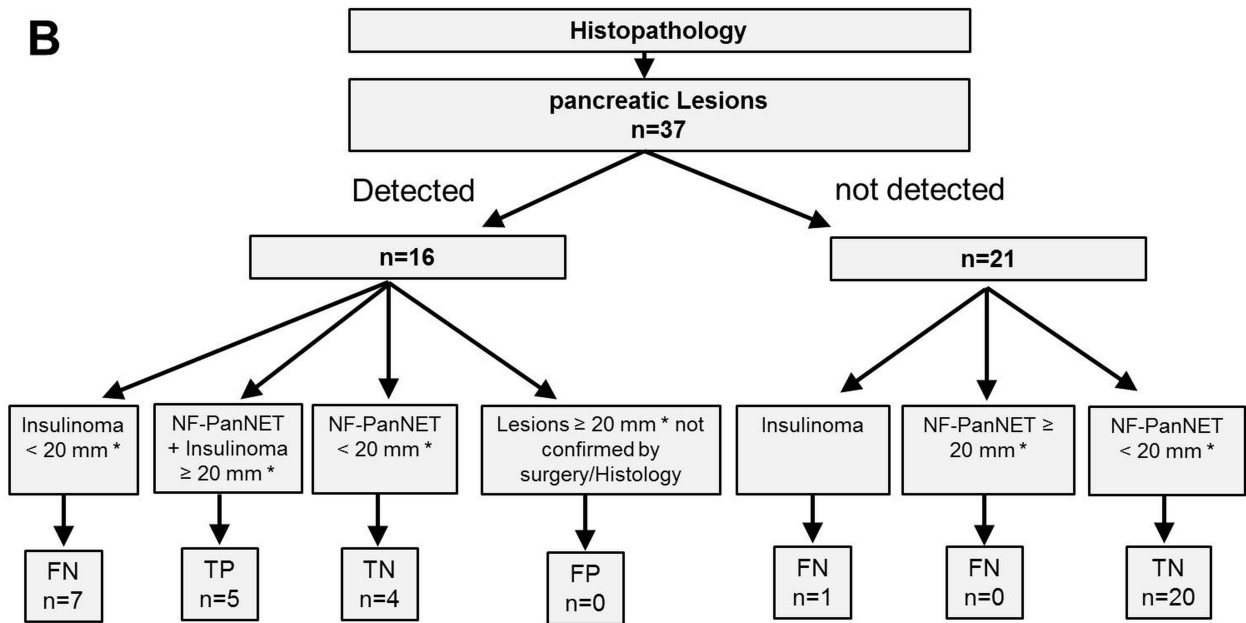 B
Histopathology
pancreatic Lesions
n=37
Detected
not detected
n=16
n=21
Insulinoma
< 20 mm *
NF-PanNET
+ Insulinoma
≥ 20 mm *
NF-PanNET
< 20 mm *
Lesions ≥ 20 mm * not
confirmed by
surgery/Histology
Insulinoma
NF-PanNET ≥
20 mm *
NF-PanNET
< 20 mm *
FN
n=7
TP
n=5
TN
n=4
FP
n=0
FN
n=1
FN
n=0
TN
n=20